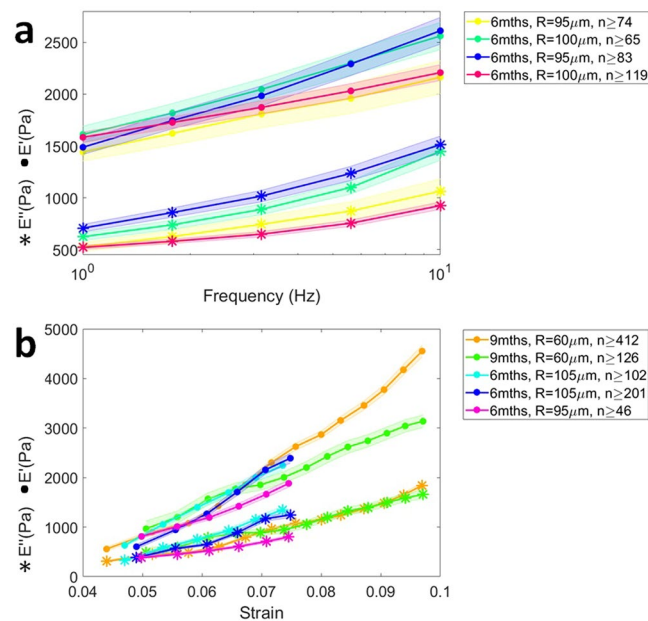 a
6mths, R=95μm, n≥74
6mths, R=100μm, n≥65
6mths, R=95μm, n≥83
6mths, R=100μm, n≥119
2500
2000
1500
1000
500
* E''(Pa) ● E'(Pa)
10⁰
10¹
Frequency (Hz)
b
9mths, R=60μm, n≥412
9mths, R=60μm, n≥126
6mths, R=105μm, n≥102
6mths, R=105μm, n≥201
6mths, R=95μm, n≥46
5000
4000
3000
2000
1000
0
* E''(Pa) ● E'(Pa)
0.04 0.05 0.06 0.07 0.08 0.09 0.1
Strain